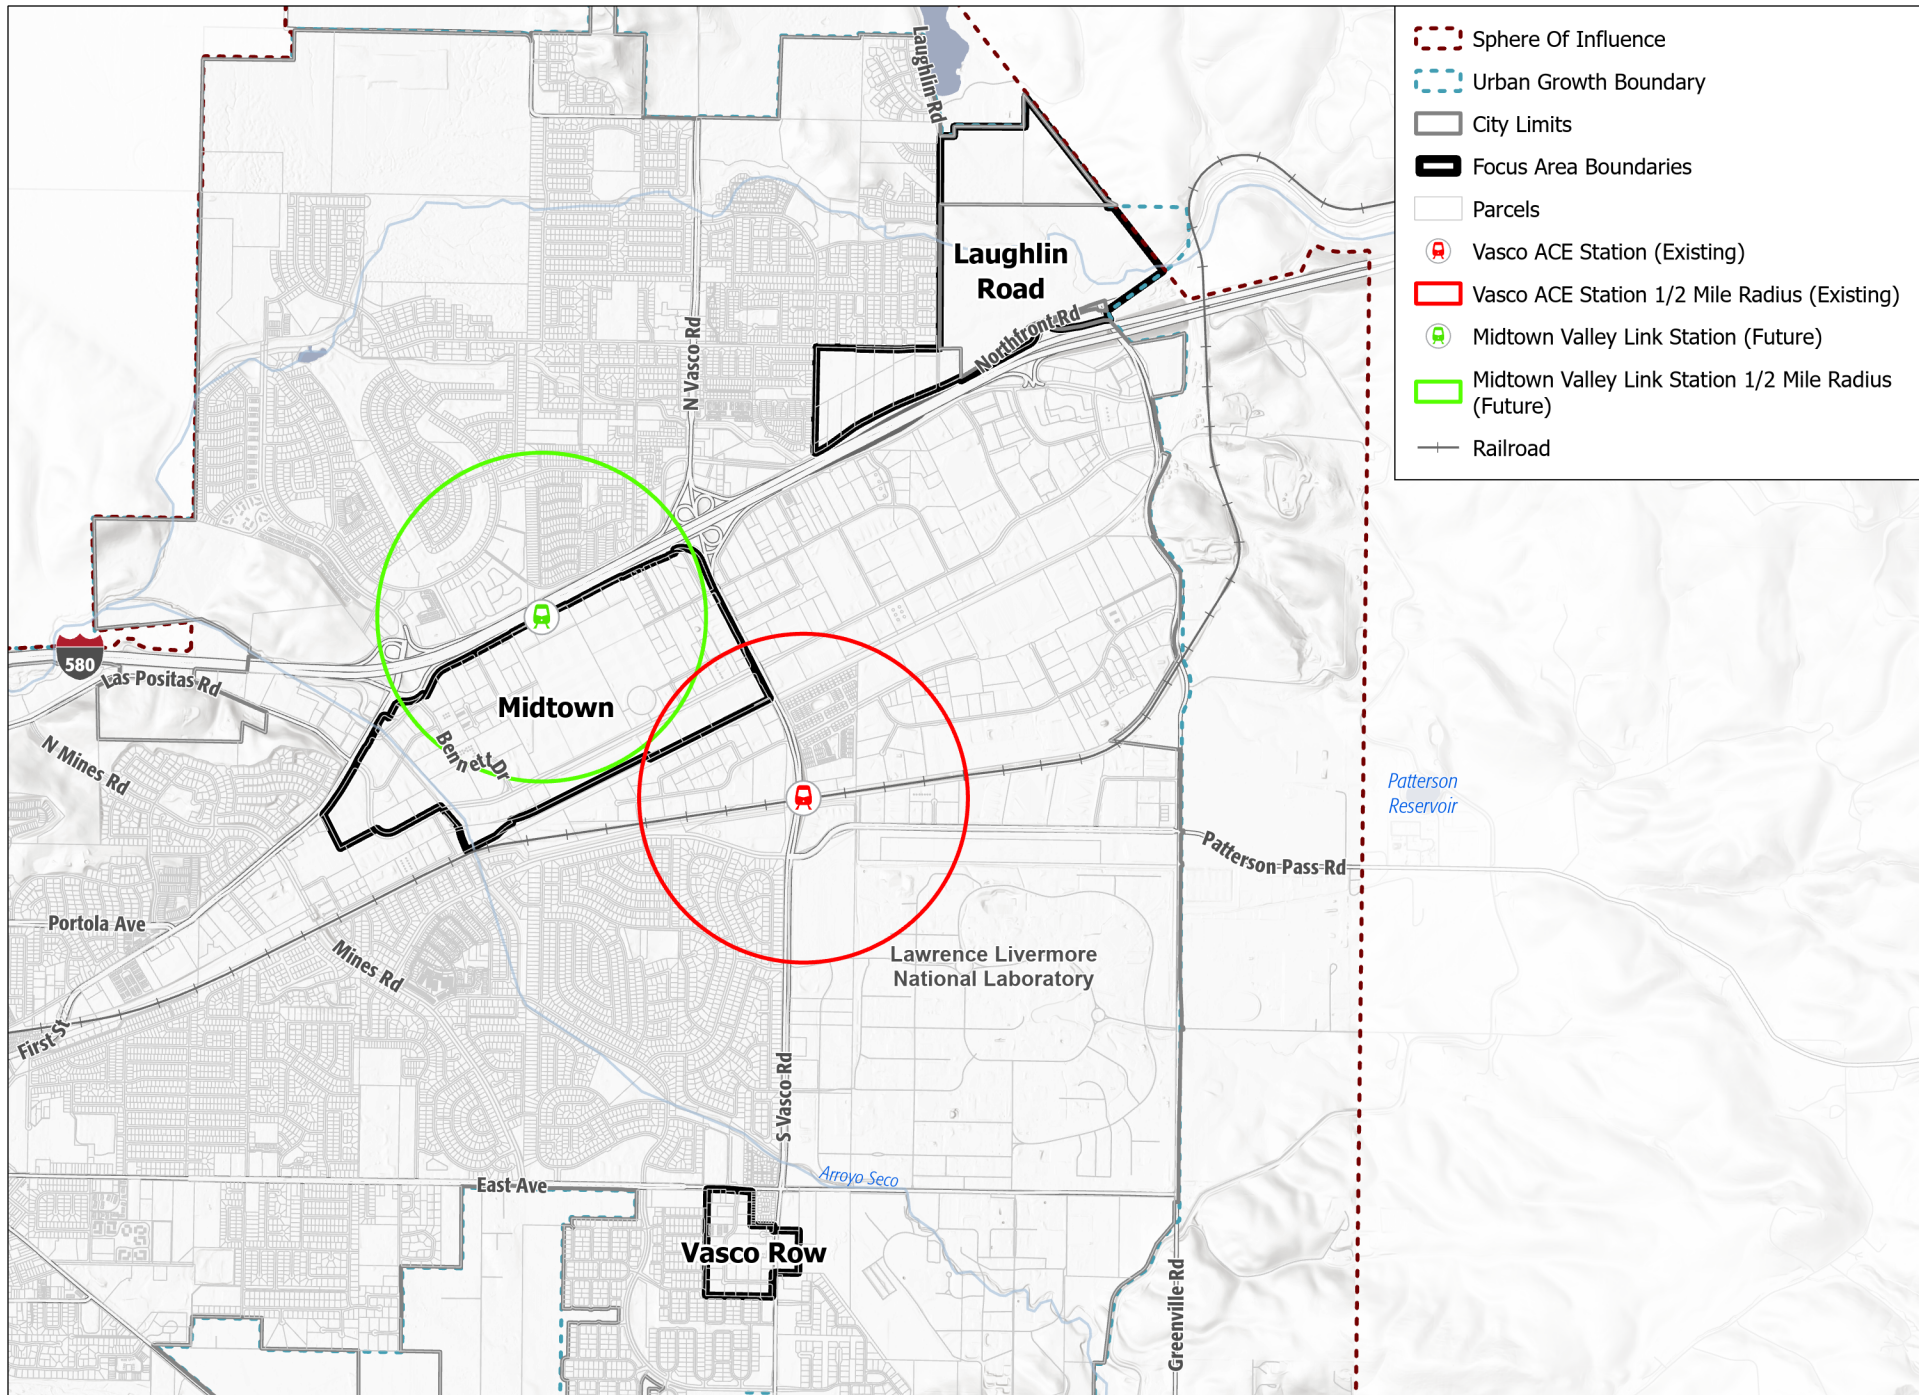 Sphere Of Influence
Urban Growth Boundary
City Limits
Focus Area Boundaries
Parcels
Vasco ACE Station (Existing)
Vasco ACE Station 1/2 Mile Radius (Existing)
Midtown Valley Link Station (Future)
Midtown Valley Link Station 1/2 Mile Radius
(Future)
Railroad
Laughlin Rd
Laughlin
Road
Northfront Rd
N Vasco Rd
580
Las Positas Rd
Midtown
Bennett Dr
N Mines Rd
Patterson
Reservoir
Patterson Pass Rd
Portola Ave
Mines Rd
Lawrence Livermore
National Laboratory
First St
S Vasco Rd
Arroyo Seco
East Ave
Vasco Row
Greenville Rd